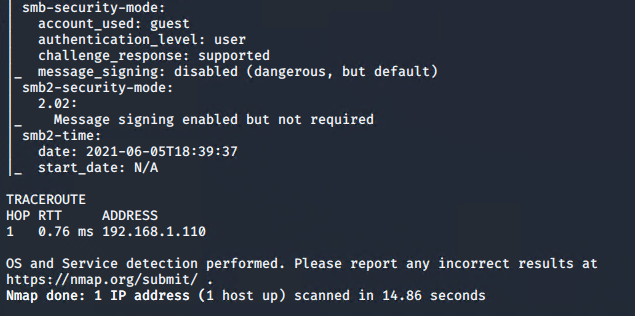 | smb-security-mode:
|   account_used: guest
|   authentication_level: user
|   challenge_response: supported
|_  message_signing: disabled (dangerous, but default)
| smb2-security-mode:
|   2.02:
|_    Message signing enabled but not required
| smb2-time:
|   date: 2021-06-05T18:39:37
|_  start_date: N/A
TRACEROUTE
HOP RTT     ADDRESS
1   0.76 ms 192.168.1.110
OS and Service detection performed. Please report any incorrect results at
https://nmap.org/submit/ .
Nmap done: 1 IP address (1 host up) scanned in 14.86 seconds